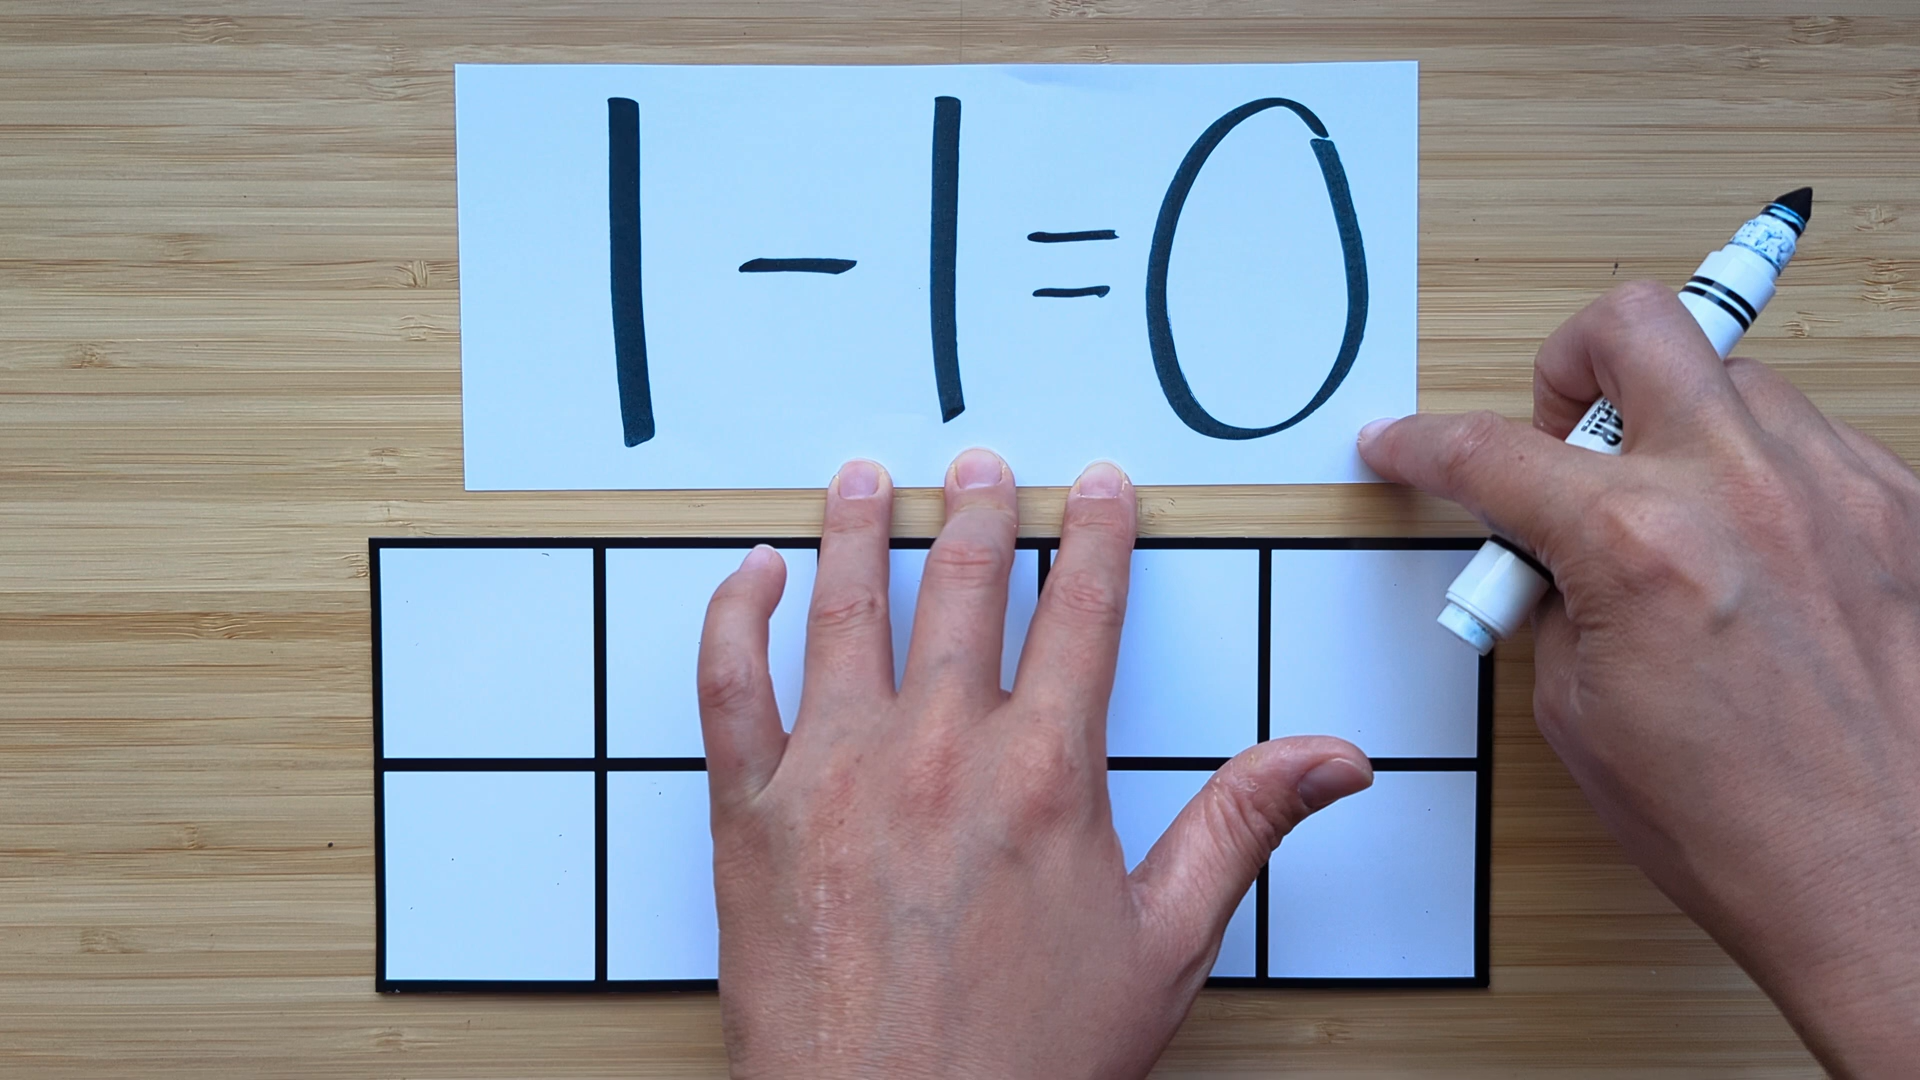 1 - 1 = 0